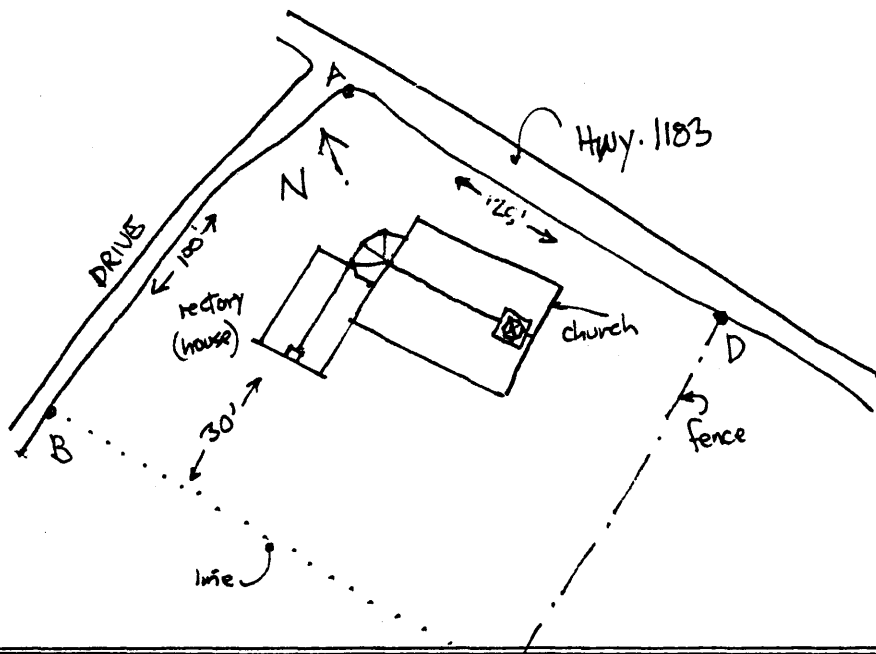 A
Hwy. 1183
N
125'
DRIVE
100'
rectory
(house)
church
D
30'
fence
B
line